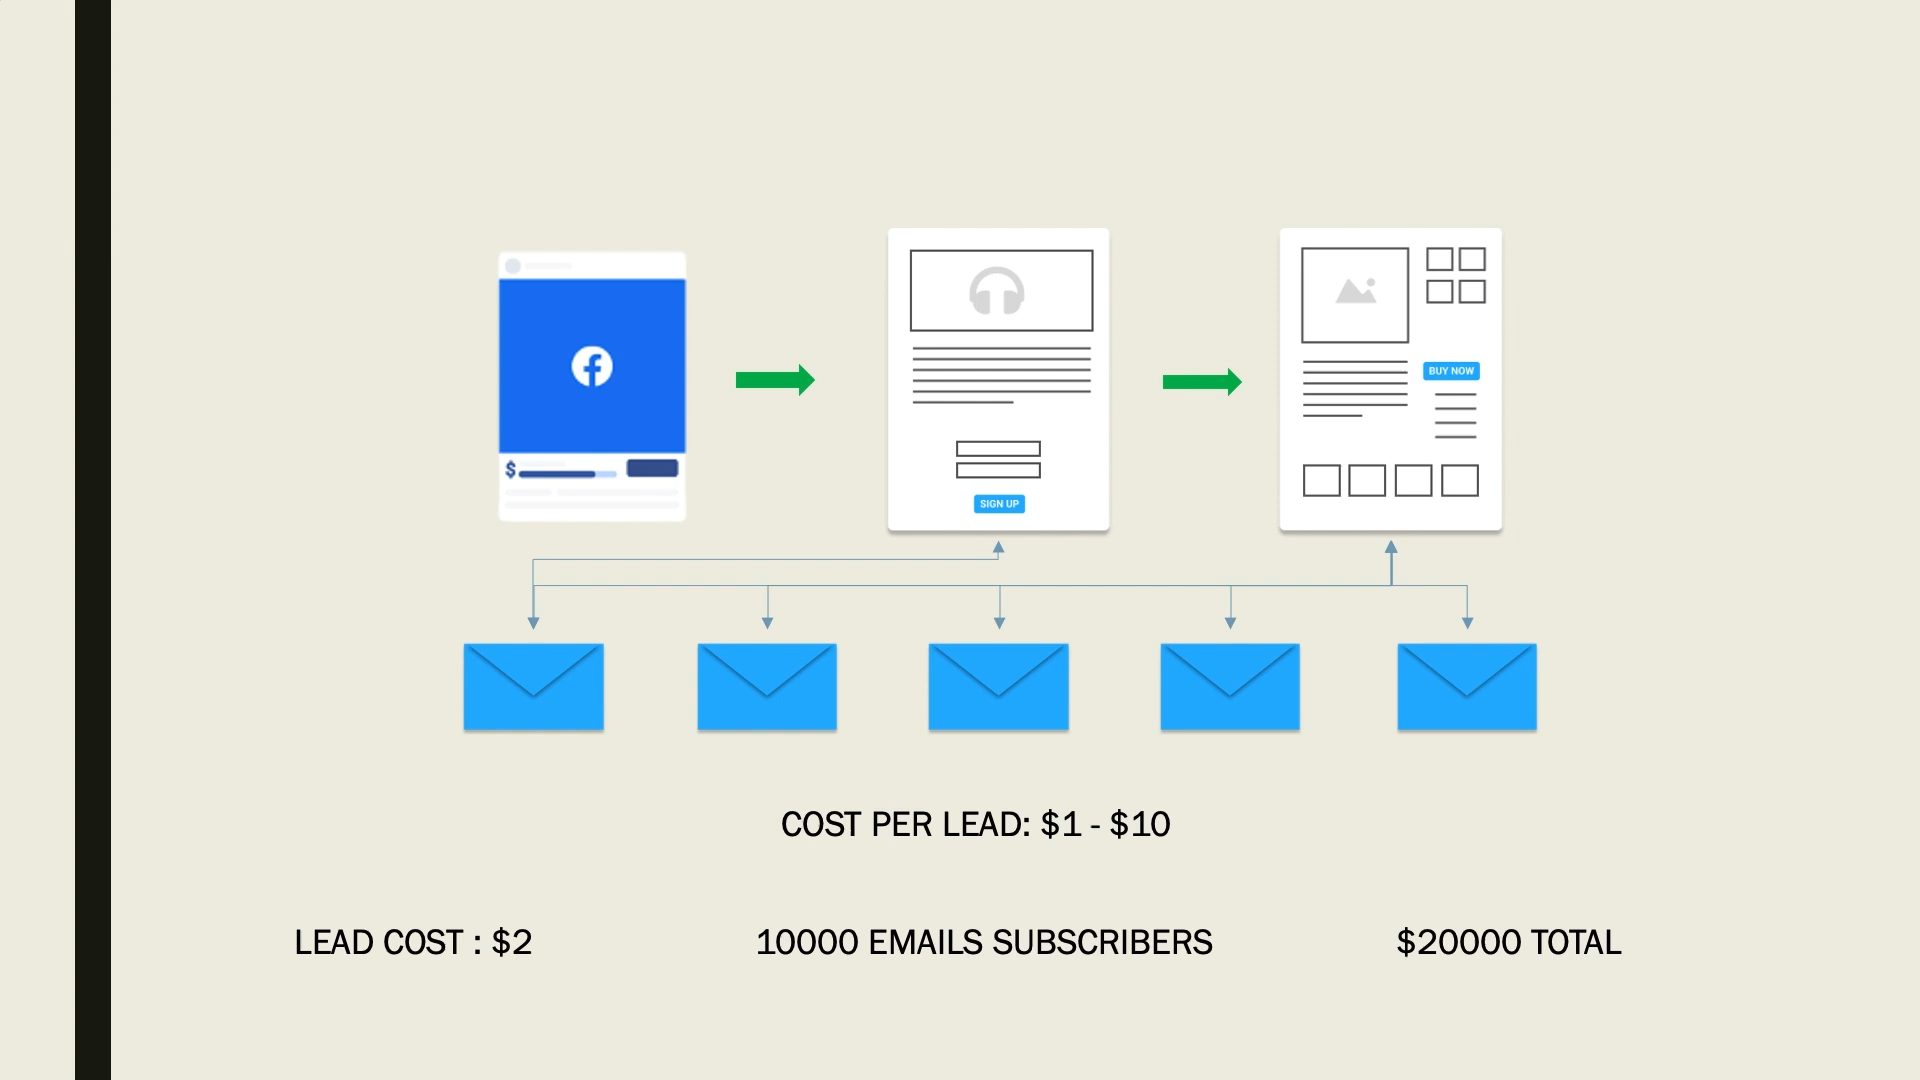 BUY NOW
SIGN UP
$
COST PER LEAD: $1 - $10
LEAD COST : $2
10000 EMAILS SUBSCRIBERS
$20000 TOTAL